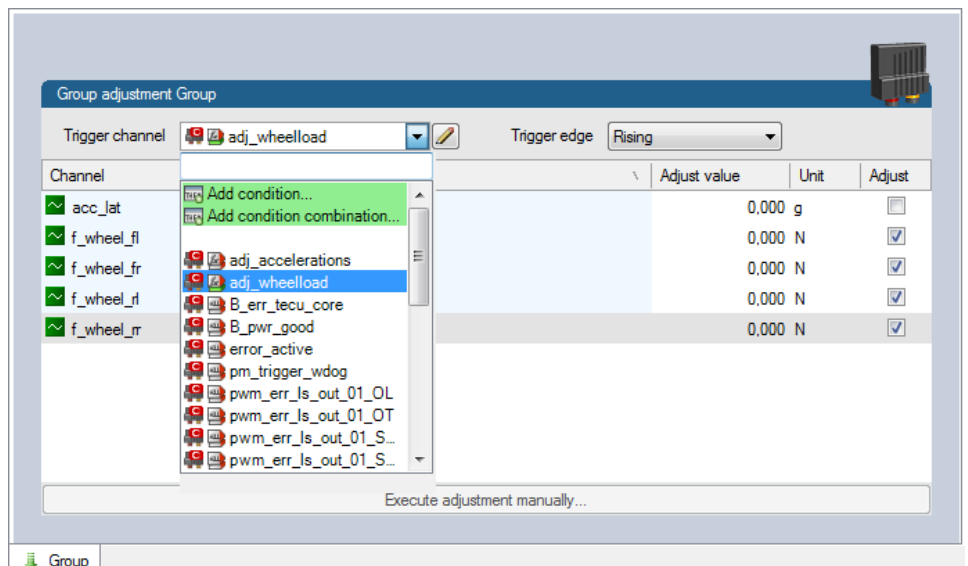 Group adjustment Group
Trigger channel adj_wheelload Trigger edge Rising
Channel Adjust value Unit Adjust
acc_lat 0,000 g
f_wheel_fl 0,000 N
f_wheel_fr 0,000 N
f_wheel_rl 0,000 N
f_wheel_rr 0,000 N
Add condition...
Add condition combination...
adj_accelerations
adj_wheelload
B_err_tecu_core
B_pwr_good
error_active
pm_trigger_wdog
pwm_err_ls_out_01_OL
pwm_err_ls_out_01_OT
pwm_err_ls_out_01_S...
pwm_err_ls_out_01_S...
Execute adjustment manually...
Group